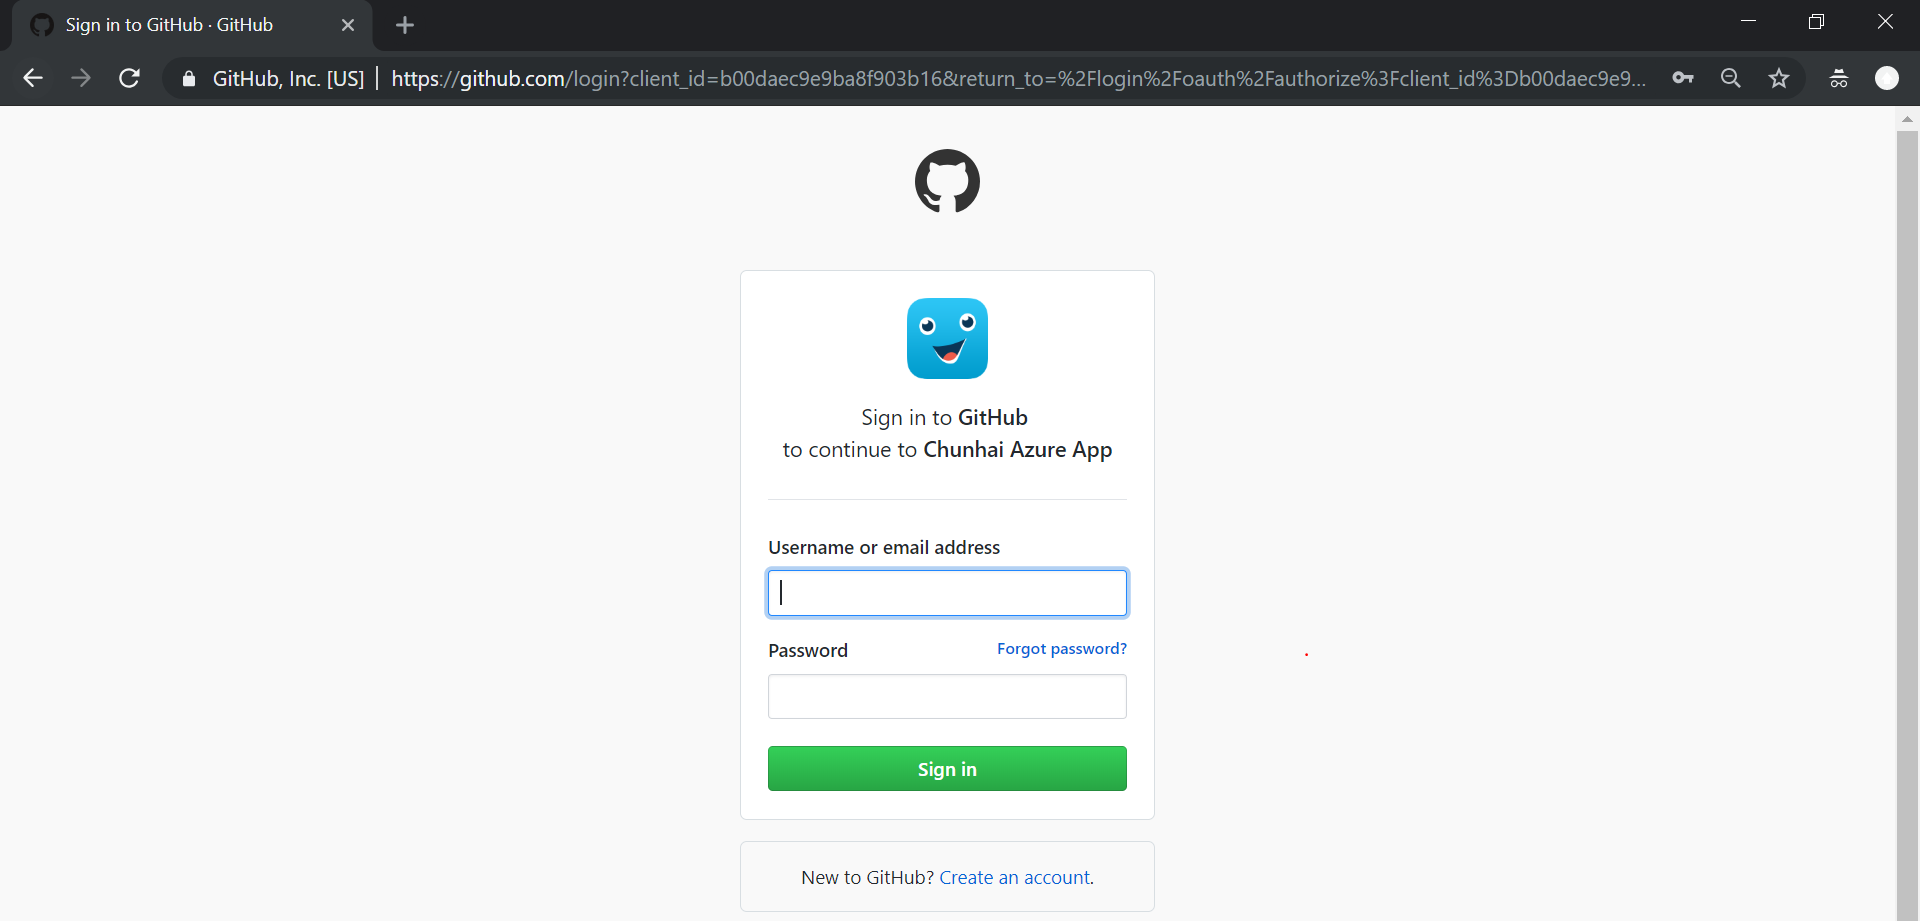 Sign in to GitHub · GitHub
GitHub, Inc. [US] | https://github.com/login?client_id=b00daec9e9ba8f903b16&return_to=%2Flogin%2Foauth%2Fauthorize%3Fclient_id%3Db00daec9e9...
Sign in to GitHub
to continue to Chunhai Azure App
Username or email address
Password Forgot password?
Sign in
New to GitHub? Create an account.